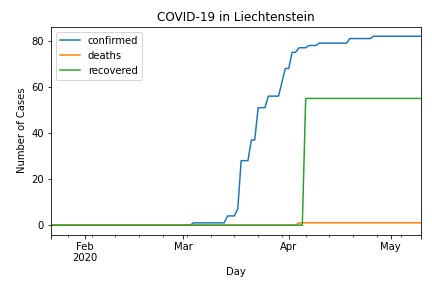 COVID-19 in Liechtenstein
confirmed
deaths
recovered
Number of Cases
80
60
40
20
0
Feb
2020
Mar
Apr
May
Day